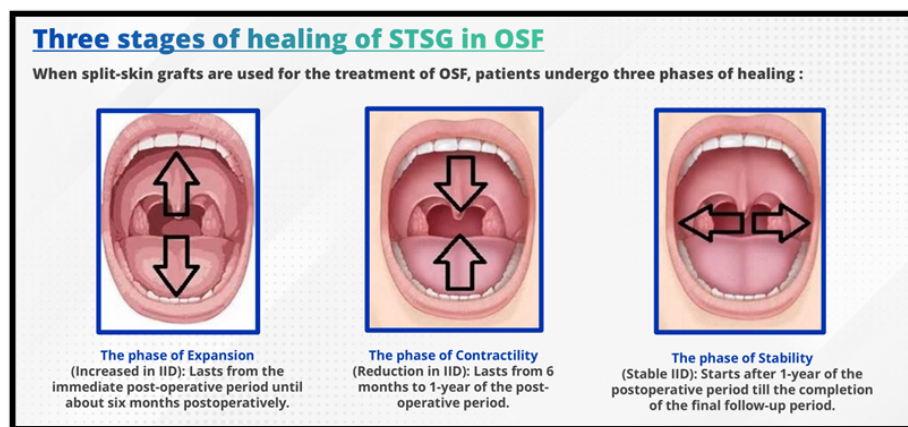 Three stages of healing of STSG in OSF
When split-skin grafts are used for the treatment of OSF, patients undergo three phases of healing :
The phase of Expansion
(Increased in IID): Lasts from the
immediate post-operative period until
about six months postoperatively.
The phase of Contractility
(Reduction in IID): Lasts from 6
months to 1-year of the post-
operative period.
The phase of Stability
(Stable IID): Starts after 1-year of the
postoperative period till the completion
of the final follow-up period.